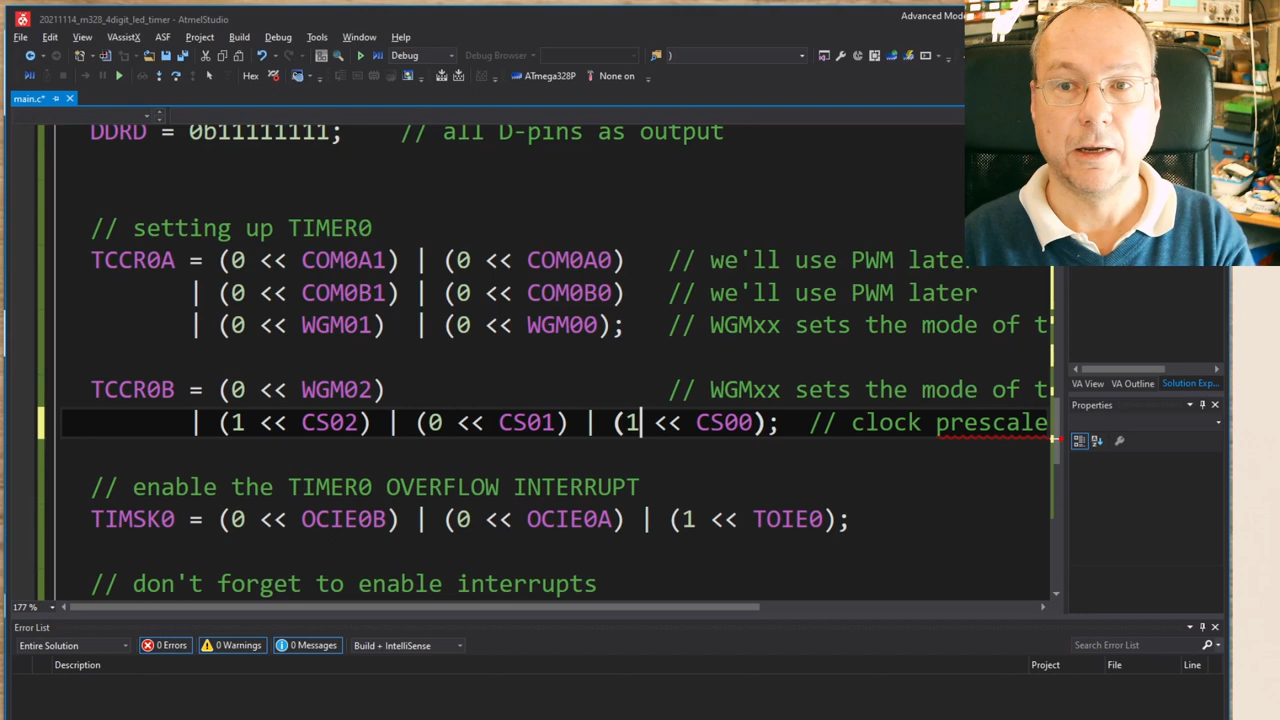 20211114_m328_4digit_led_timer - AtmelStudio
Advanced Mode
File Edit View VAssistX ASF Project Build Debug Tools Window Help
Debug Debug Browser )
Hex ATmega328P None on
main.c*
DDRD = 0b11111111; // all D-pins as output
// setting up TIMER0
TCCR0A = (0 << COM0A1) | (0 << COM0A0) // we'll use PWM later
| (0 << COM0B1) | (0 << COM0B0) // we'll use PWM later
| (0 << WGM01) | (0 << WGM00); // WGMxx sets the mode of t
TCCR0B = (0 << WGM02) // WGMxx sets the mode of t
| (1 << CS02) | (0 << CS01) | (1 << CS00); // clock prescale
// enable the TIMER0 OVERFLOW INTERRUPT
TIMSK0 = (0 << OCIE0B) | (0 << OCIE0A) | (1 << TOIE0);
// don't forget to enable interrupts
177 %
VA View VA Outline Solution Exp...
Properties
Error List
Entire Solution 0 Errors 0 Warnings 0 Messages Build + IntelliSense Search Error List
Description Project File Line